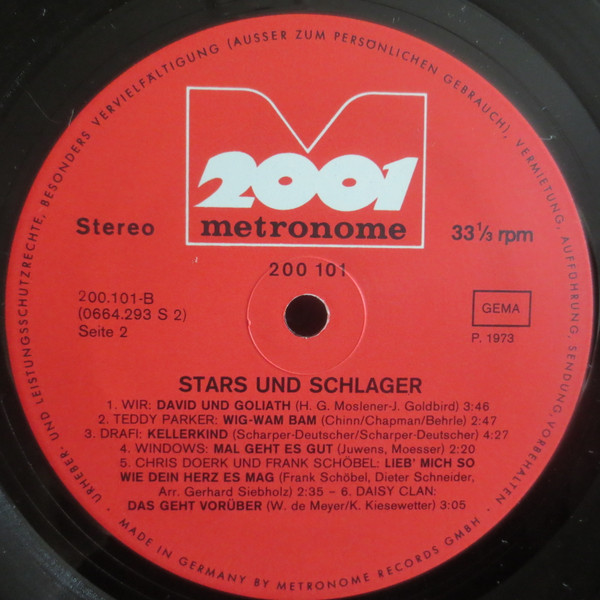 URHEBER- UND LEISTUNGSSCHUTZRECHTE, BESONDERS VERVIELFÄLTIGUNG (AUSSER ZUM PERSÖNLICHEN GEBRAUCH), VERMIETUNG, AUFFÜHRUNG, SENDUNG, VORBEHALTEN
2001
metronome
Stereo
33⅓ rpm
200 101
200.101-B
(0664.293 S 2)
Seite 2
GEMA
P. 1973
STARS UND SCHLAGER
1. WIR: DAVID UND GOLIATH (H. G. Moslener-J. Goldbird) 3:46
2. TEDDY PARKER: WIG-WAM BAM (Chinn/Chapman/Behrle) 2:47
3. DRAFI: KELLERKIND (Scharper-Deutscher/Scharper-Deutscher) 4:27
4. WINDOWS: MAL GEHT ES GUT (Juwens, Moesser) 2:20
5. CHRIS DOERK UND FRANK SCHÖBEL: LIEB' MICH SO
WIE DEIN HERZ ES MAG (Frank Schöbel, Dieter Schneider,
Arr. Gerhard Siebholz) 2:35 – 6. DAISY CLAN:
DAS GEHT VORÜBER (W. de Meyer/K. Kiesewetter) 3:05
MADE IN GERMANY BY METRONOME RECORDS GMBH